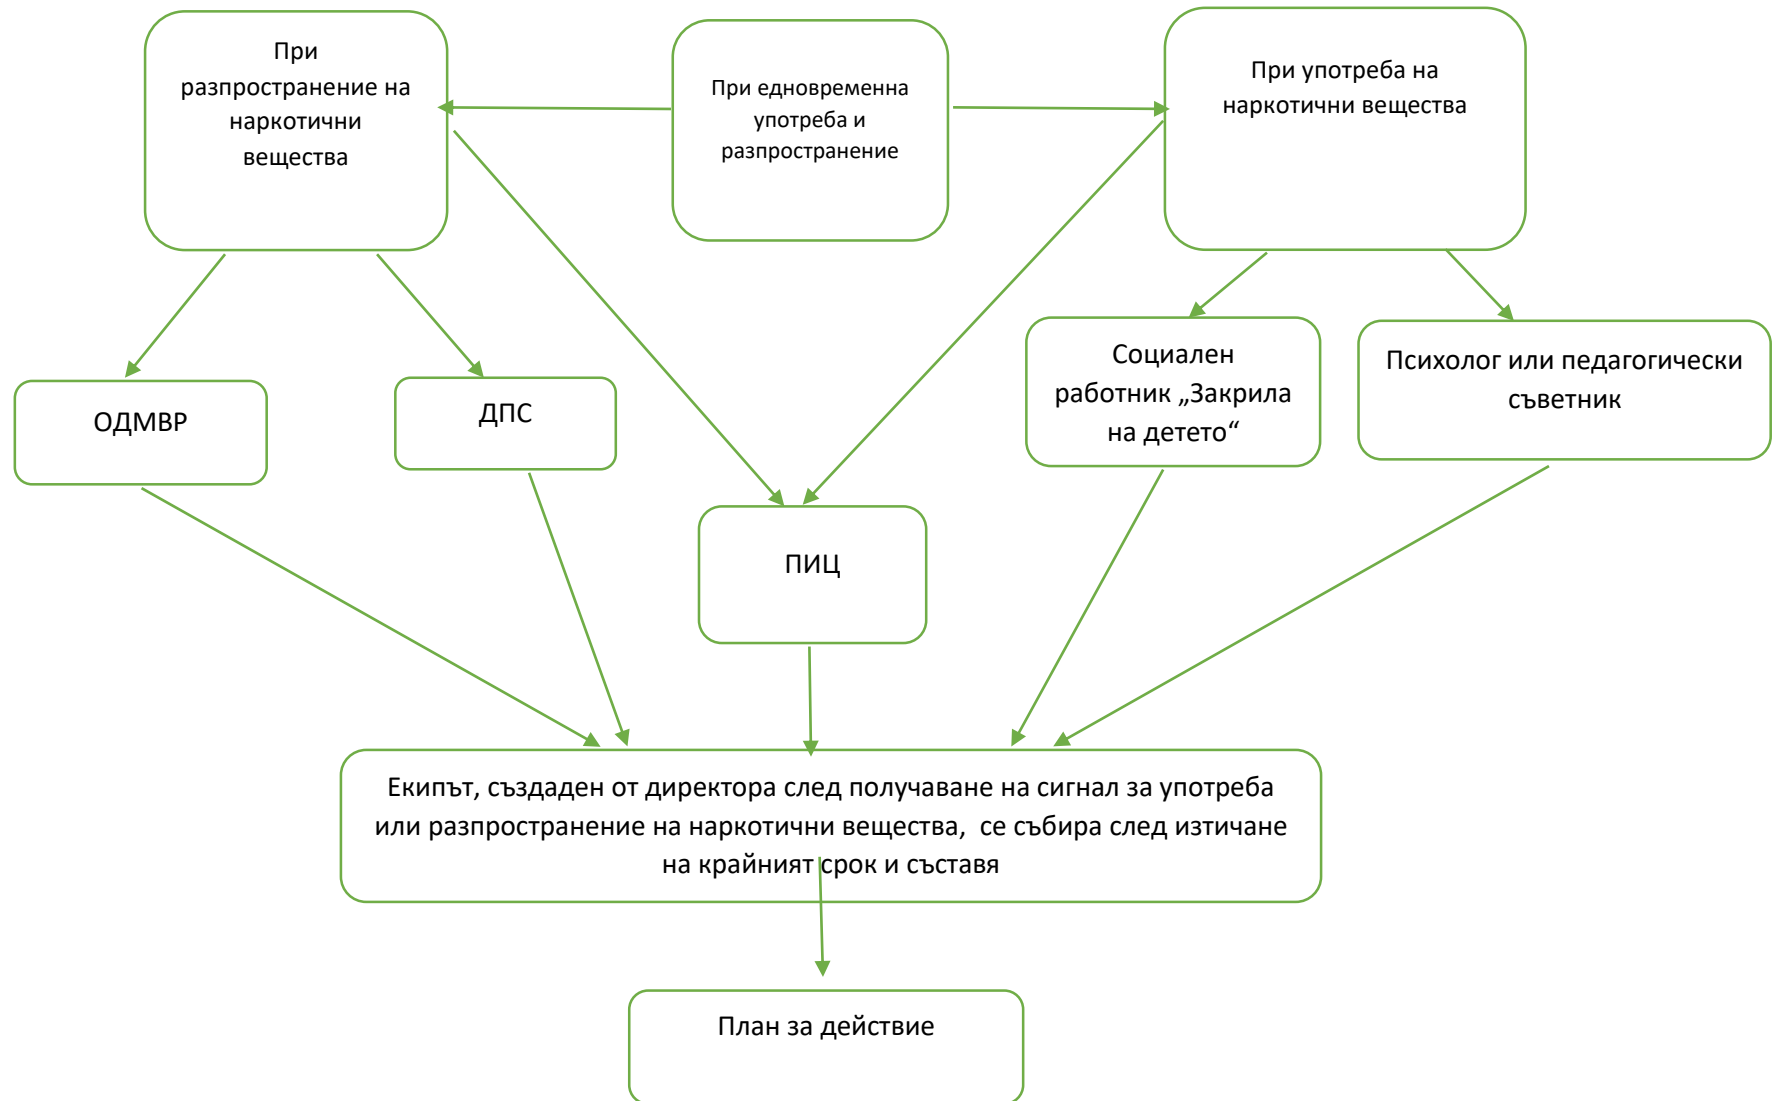 При
разпространение на
наркотични
вещества
При едновременна
употреба и
разпространение
При употреба на
наркотични вещества
ОДМВР
ДПС
Социален
работник „Закрила
на детето“
Психолог или педагогически
съветник
ПИЦ
Екипът, създаден от директора след получаване на сигнал за употреба
или разпространение на наркотични вещества, се събира след изтичане
на крайният срок и съставя
План за действие